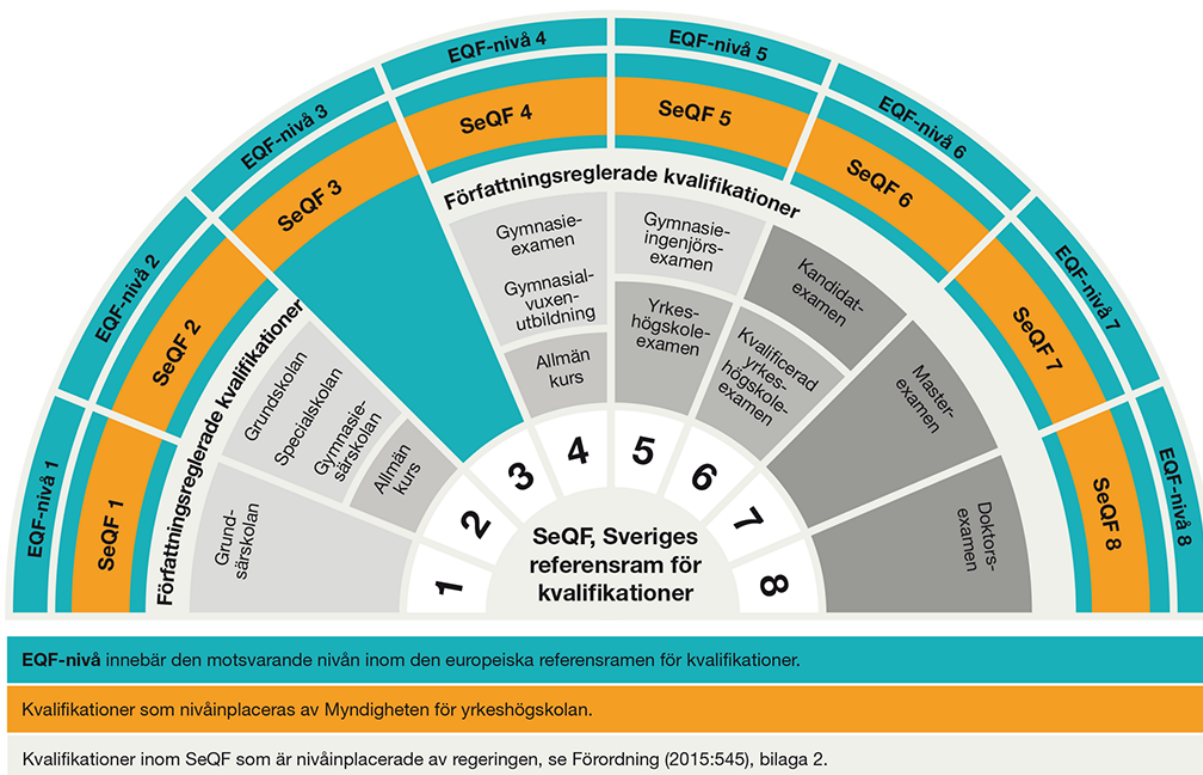 EQF-nivå 1
EQF-nivå 2
EQF-nivå 3
EQF-nivå 4
EQF-nivå 5
EQF-nivå 6
EQF-nivå 7
EQF-nivå 8
SeQF 1
SeQF 2
SeQF 3
SeQF 4
SeQF 5
SeQF 6
SeQF 7
SeQF 8
Författningsreglerade kvalifikationer
Författningsreglerade kvalifikationer
Grund-
särskolan
Grundskolan
Specialskolan
Gymnasie-
särskolan
Allmän
kurs
Gymnasie-
examen
Gymnasial-
vuxen-
utbildning
Allmän
kurs
Gymnasie-
ingenjörs-
examen
Yrkes-
högskole-
examen
Kandidat-
examen
Kvalificerad
yrkes-
högskole-
examen
Master-
examen
Doktors-
examen
1
2
3
4
5
6
7
8
SeQF, Sveriges
referensram för
kvalifikationer
EQF-nivå innebär den motsvarande nivån inom den europeiska referensramen för kvalifikationer.
Kvalifikationer som nivåinplaceras av Myndigheten för yrkeshögskolan.
Kvalifikationer inom SeQF som är nivåinplacerade av regeringen, se Förordning (2015:545), bilaga 2.